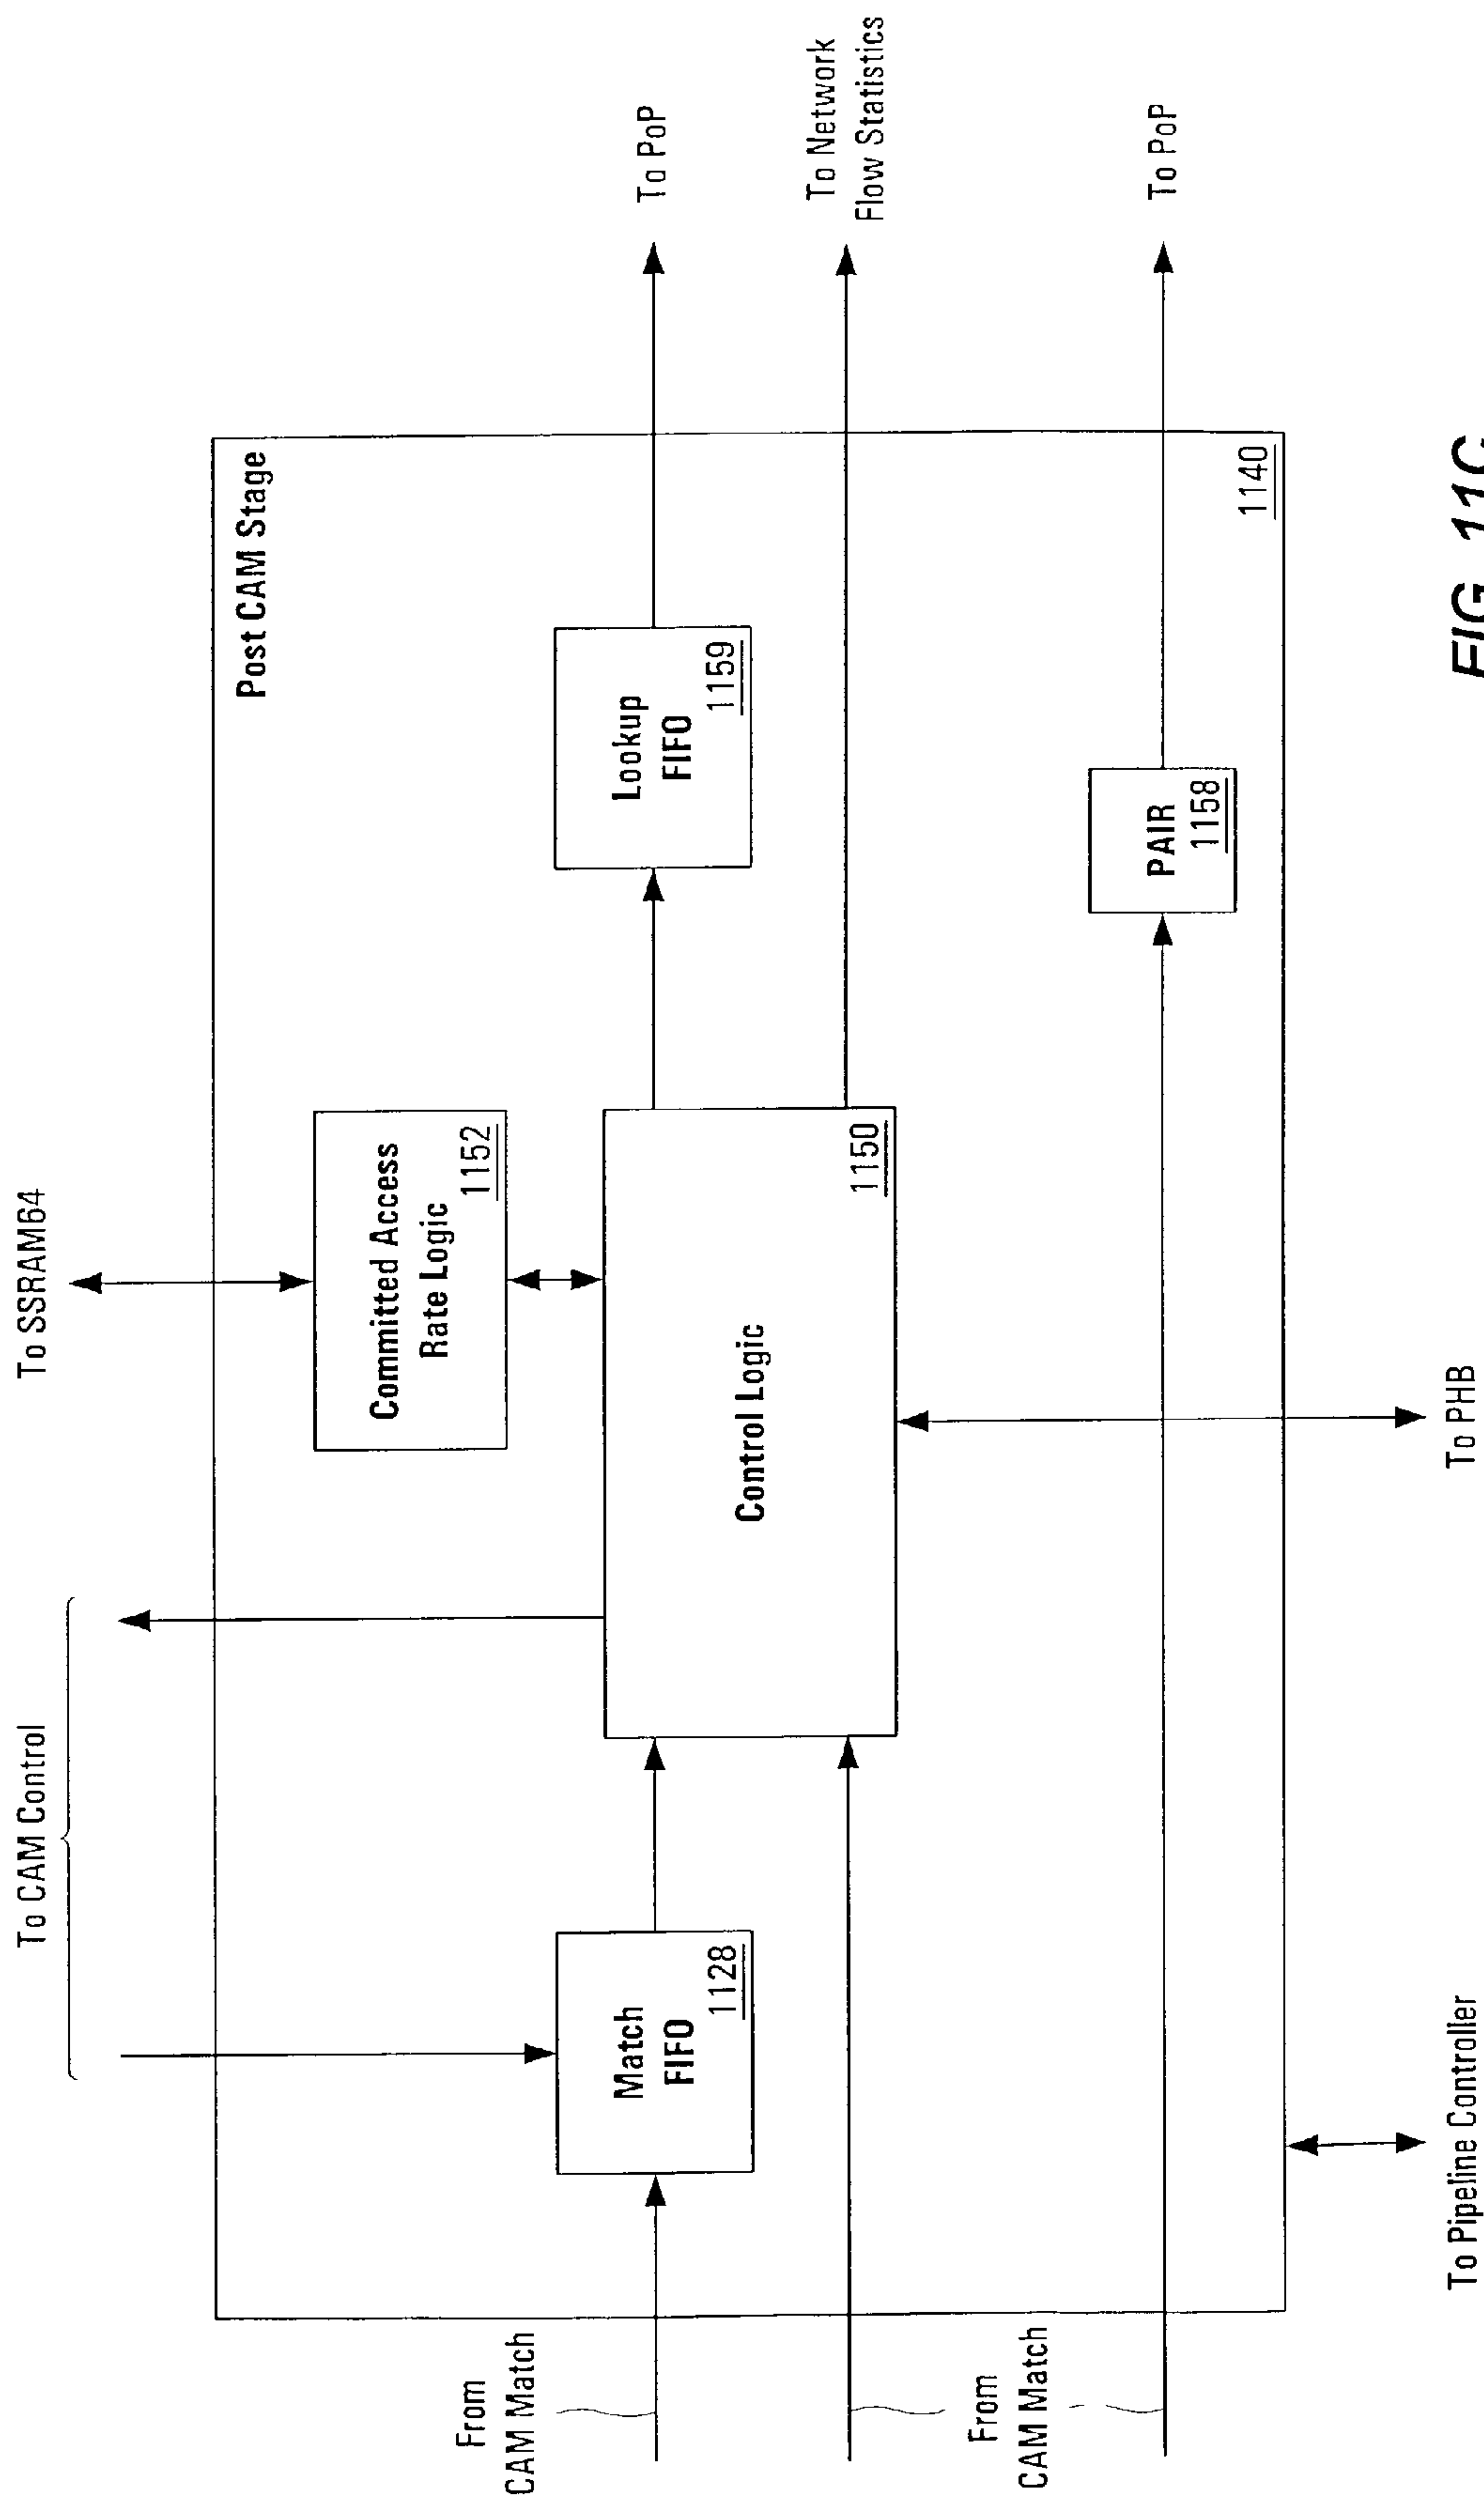 To CAM Control
To SSRAM64
Post CAM Stage
Committed Access
Rate Logic
1152
From
CAM Match
Match
FIFO
1128
Control Logic
1150
Lookup
FIFO
1159
To PoP
To Network
Flow Statistics
From
CAM Match
PAIR
1158
To PoP
1140
To Pipeline Controller
To PHB
FIG. 11C